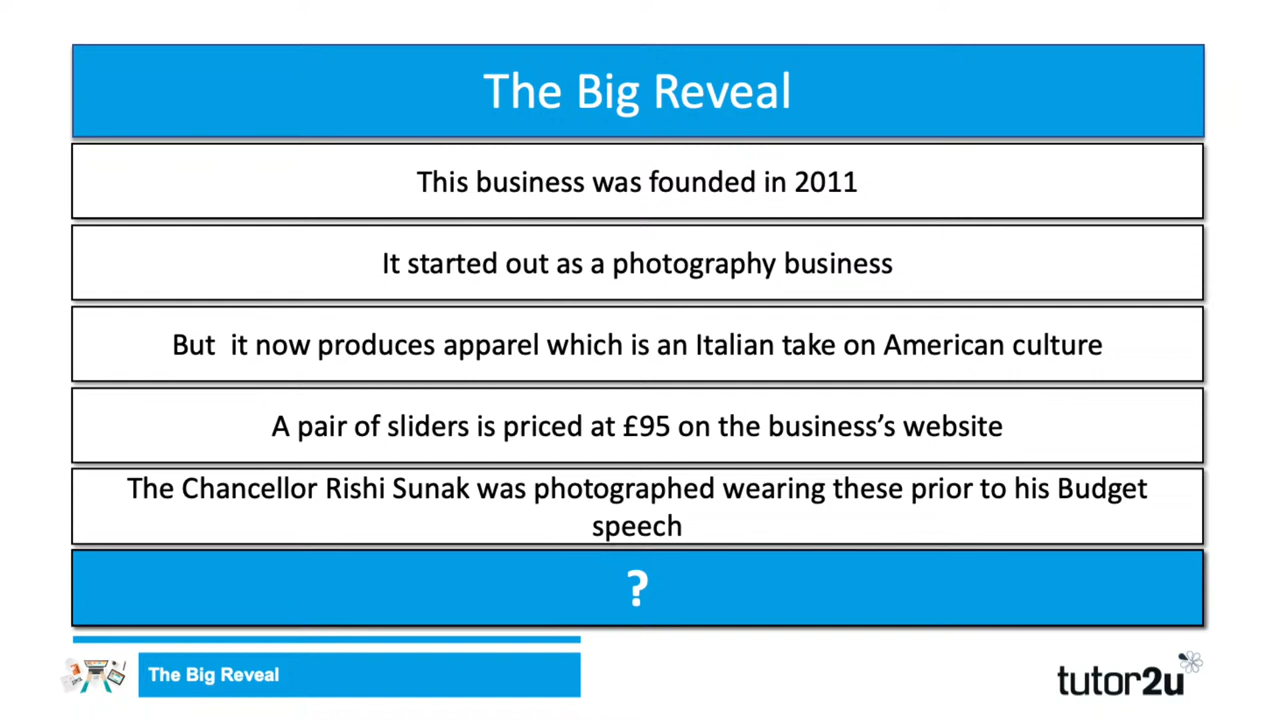 The Big Reveal
This business was founded in 2011
It started out as a photography business
But it now produces apparel which is an Italian take on American culture
A pair of sliders is priced at £95 on the business’s website
The Chancellor Rishi Sunak was photographed wearing these prior to his Budget
speech
?
The Big Reveal
tutor2u